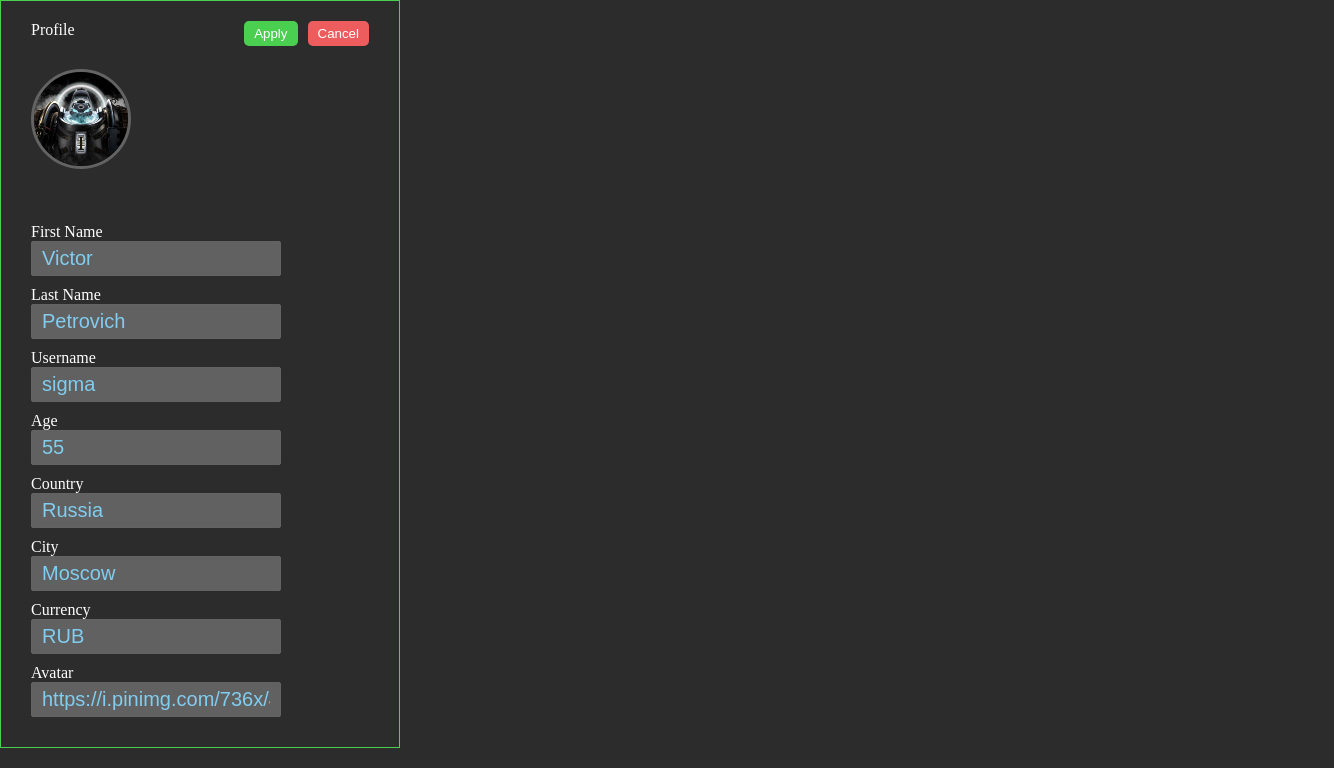 Profile
Apply
Cancel
First Name
Victor
Last Name
Petrovich
Username
sigma
Age
55
Country
Russia
City
Moscow
Currency
RUB
Avatar
https://i.pinimg.com/736x/